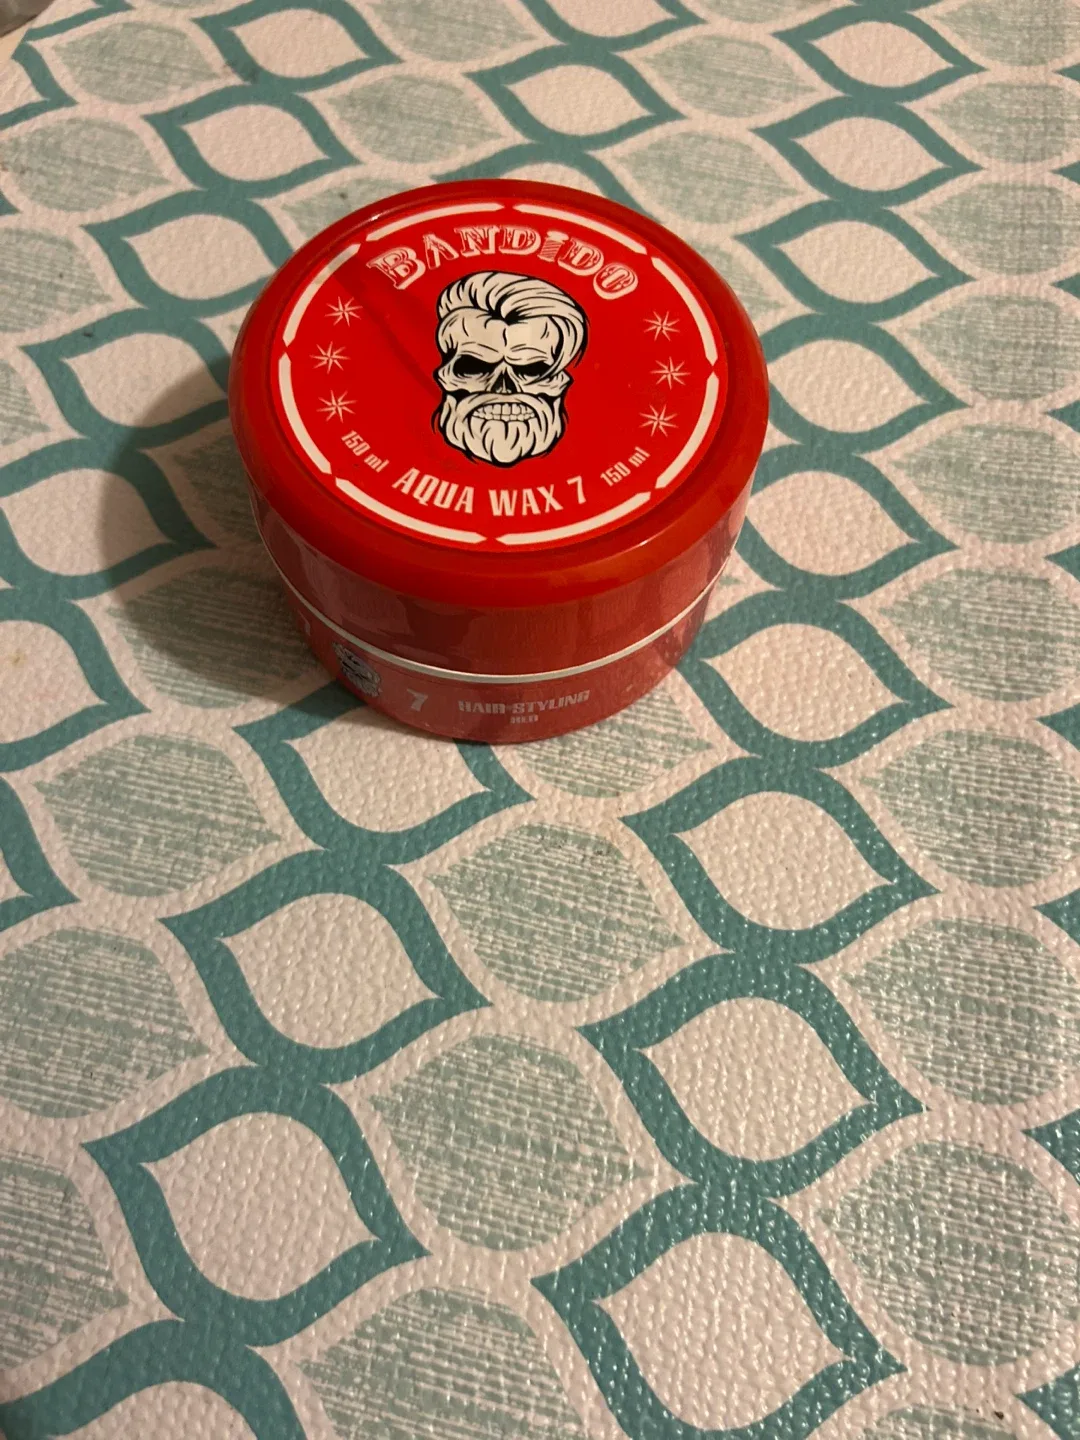 BANDIDO
150 ml AQUA WAX 7 150 ml
7 HAIR STYLING
RED